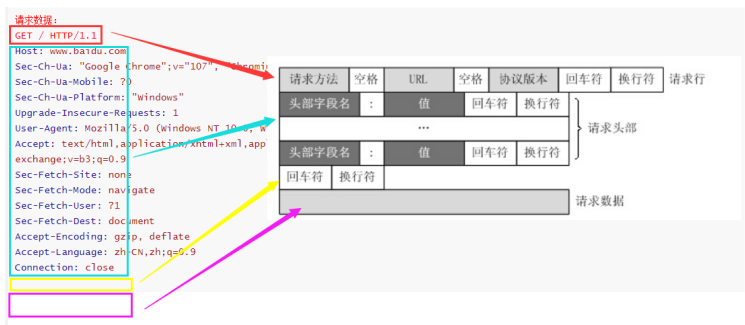 请求数据:
GET / HTTP/1.1
Host: www.baidu.com
Sec-Ch-Ua: "Google Chrome";v="107", "Chromiu
Sec-Ch-Ua-Mobile: ?0
Sec-Ch-Ua-Platform: "Windows"
Upgrade-Insecure-Requests: 1
User-Agent: Mozilla/5.0 (Windows NT 10.0; W
Accept: text/html,application/xhtml+xml,app
exchange;v=b3;q=0.9
Sec-Fetch-Site: none
Sec-Fetch-Mode: navigate
Sec-Fetch-User: ?1
Sec-Fetch-Dest: document
Accept-Encoding: gzip, deflate
Accept-Language: zh-CN,zh;q=0.9
Connection: close
请求方法 空格 URL 空格 协议版本 回车符 换行符 请求行
头部字段名 : 值 回车符 换行符
... 请求头部
头部字段名 : 值 回车符 换行符
回车符 换行符
请求数据